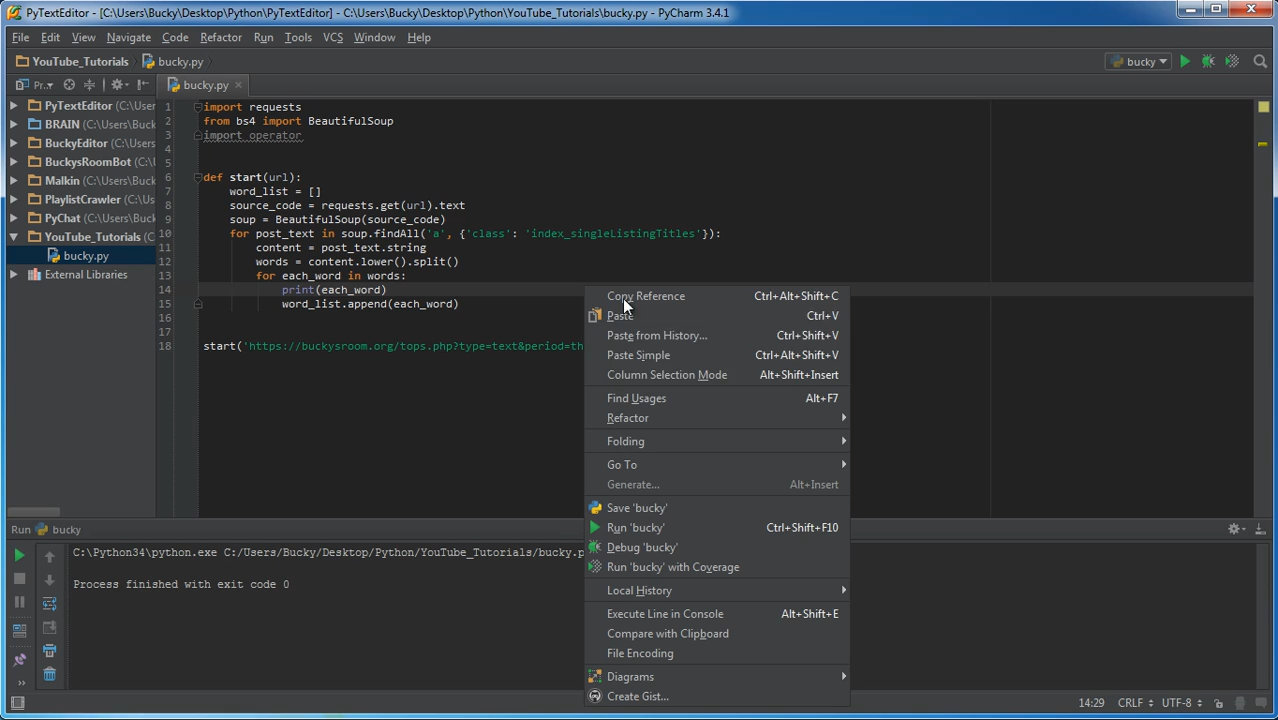 PyTextEditor - [C:\Users\Bucky\Desktop\Python\PyTextEditor] - C:\Users\Bucky\Desktop\Python\YouTube_Tutorials\bucky.py - PyCharm 3.4.1
File Edit View Navigate Code Refactor Run Tools VCS Window Help
YouTube_Tutorials bucky.py bucky
Pr.. bucky.py
PyTextEditor (C:\User
BRAIN (C:\Users\Buck
BuckyEditor (C:\Users
BuckysRoomBot (C:\U
Malkin (C:\Users\Buck
PlaylistCrawler (C:\Use
PyChat (C:\Users\Buck
YouTube_Tutorials (C
bucky.py
External Libraries
1 import requests
2 from bs4 import BeautifulSoup
3 import operator
4
5
6 def start(url):
7 word_list = []
8 source_code = requests.get(url).text
9 soup = BeautifulSoup(source_code)
10 for post_text in soup.findAll('a', {'class': 'index_singleListingTitles'}):
11 content = post_text.string
12 words = content.lower().split()
13 for each_word in words:
14 print(each_word)
15 word_list.append(each_word)
16
17
18 start('https://buckysroom.org/tops.php?type=text&period=th
Copy Reference Ctrl+Alt+Shift+C
Paste Ctrl+V
Paste from History... Ctrl+Shift+V
Paste Simple Ctrl+Alt+Shift+V
Column Selection Mode Alt+Shift+Insert
Find Usages Alt+F7
Refactor
Folding
Go To
Generate... Alt+Insert
Save 'bucky'
Run 'bucky' Ctrl+Shift+F10
Debug 'bucky'
Run 'bucky' with Coverage
Local History
Execute Line in Console Alt+Shift+E
Compare with Clipboard
File Encoding
Diagrams
Create Gist...
Run bucky
C:\Python34\python.exe C:/Users/Bucky/Desktop/Python/YouTube_Tutorials/bucky.p
Process finished with exit code 0
14:29 CRLF UTF-8